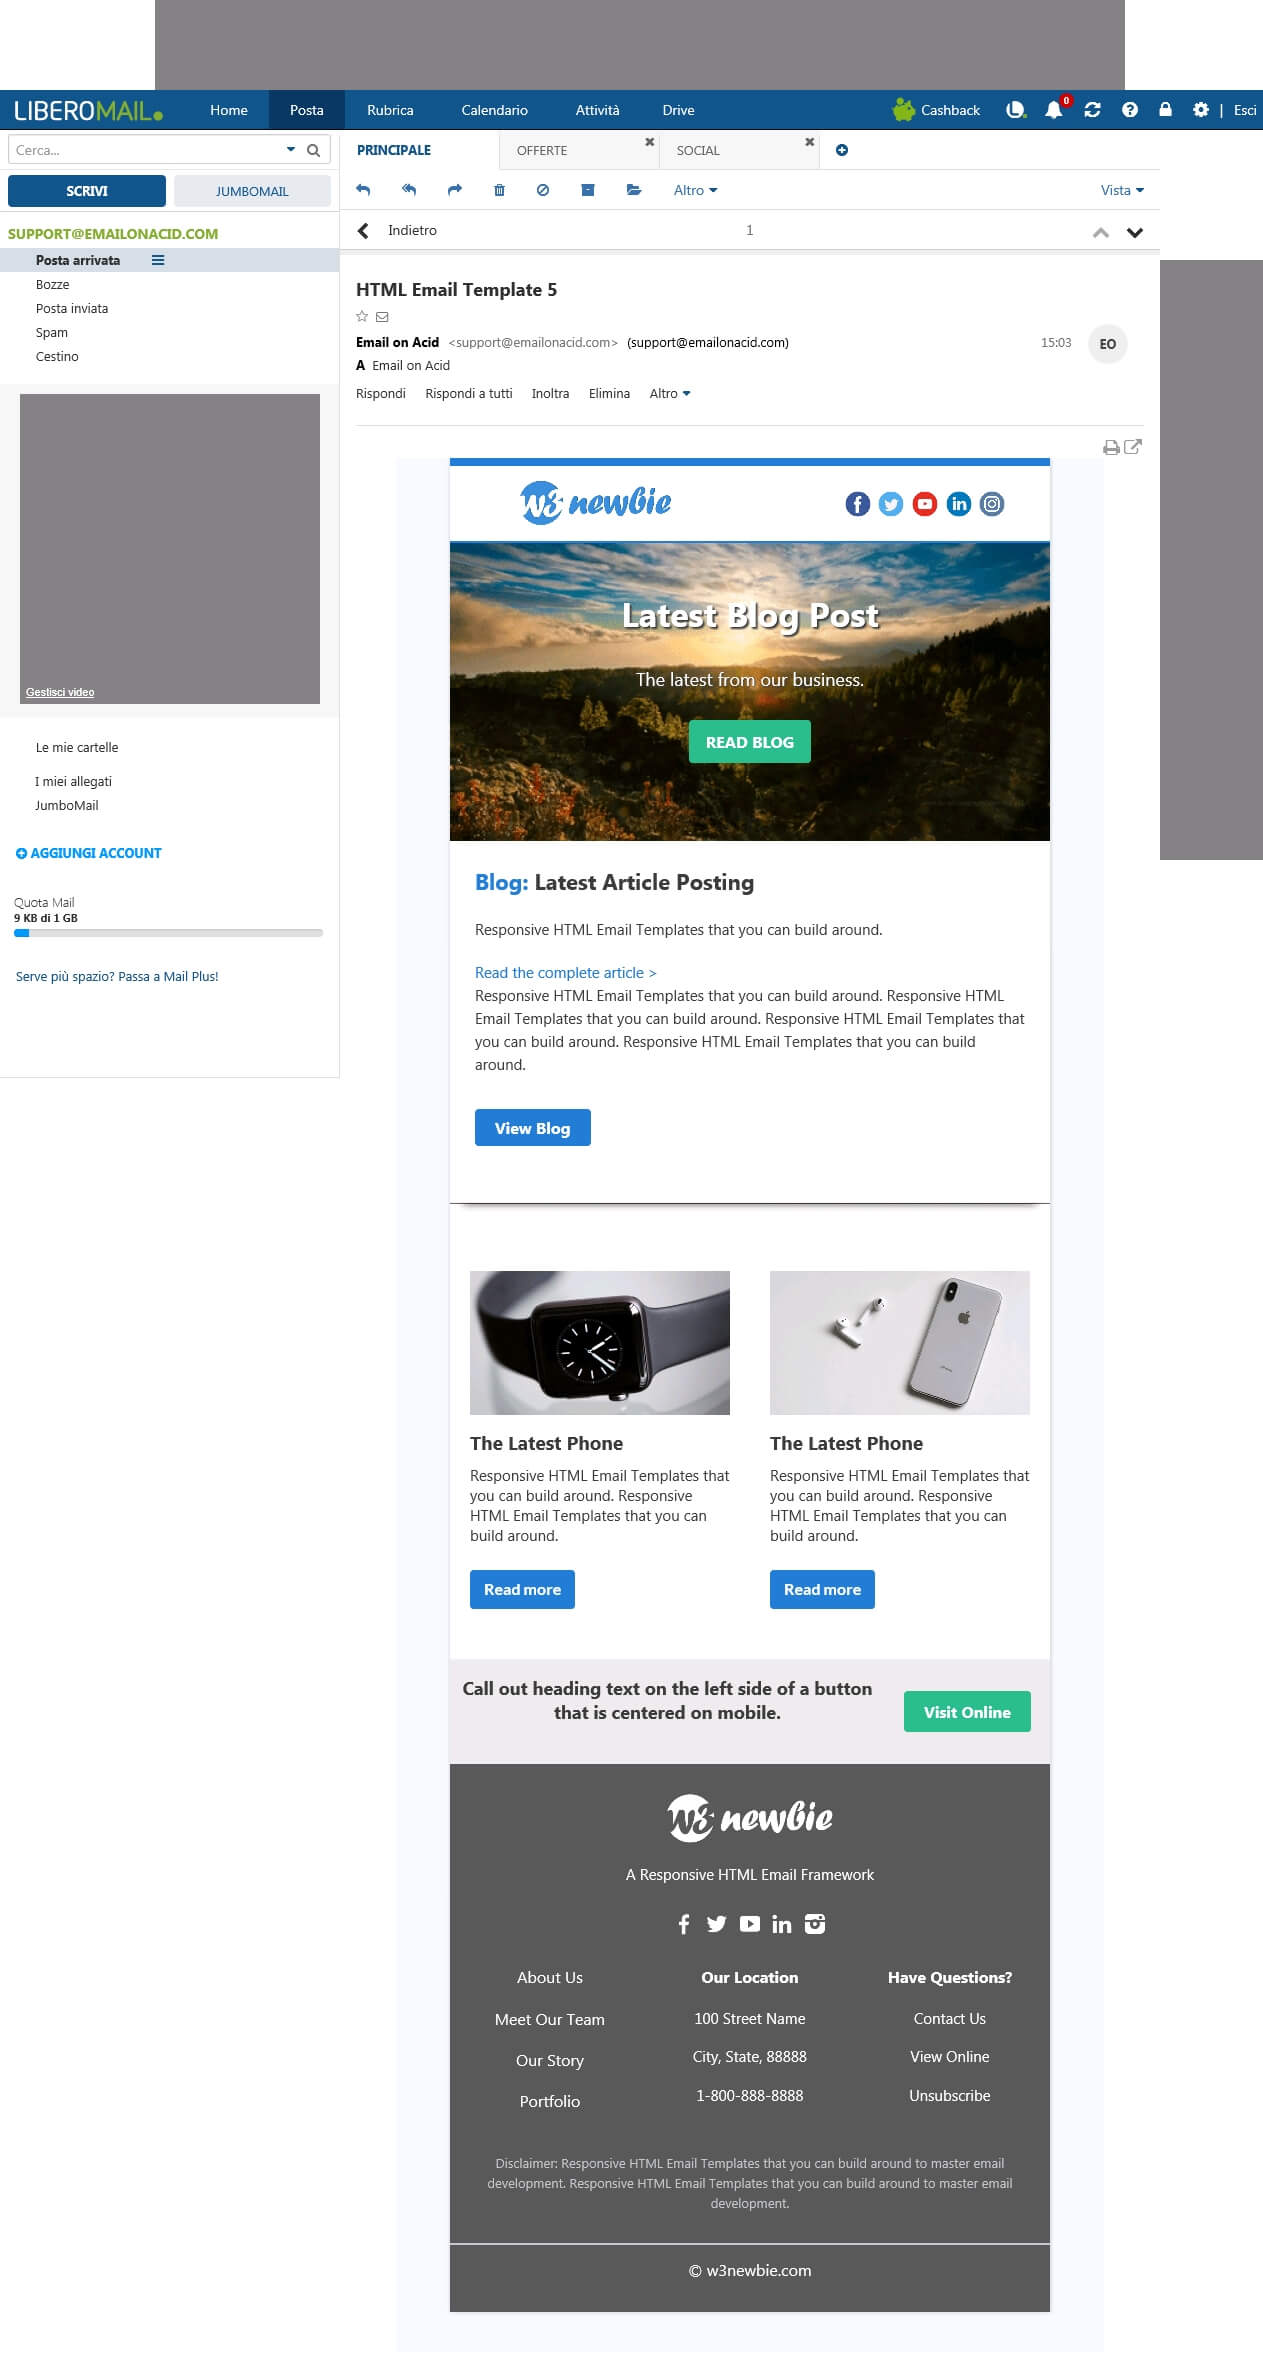 LIBEROMAIL
Home
Posta
Rubrica
Calendario
Attività
Drive
Cashback
0
| Esci
Cerca...
SCRIVI
JUMBOMAIL
SUPPORT@EMAILONACID.COM
Posta arrivata
Bozze
Posta inviata
Spam
Cestino
Gestisci video
Le mie cartelle
I miei allegati
JumboMail
AGGIUNGI ACCOUNT
Quota Mail
9 KB di 1 GB
Serve più spazio? Passa a Mail Plus!
PRINCIPALE
OFFERTE
SOCIAL
Altro
Vista
Indietro
1
HTML Email Template 5
Email on Acid <support@emailonacid.com> (support@emailonacid.com)
15:03
EO
A Email on Acid
Rispondi
Rispondi a tutti
Inoltra
Elimina
Altro
W3 newbie
Latest Blog Post
The latest from our business.
READ BLOG
Blog: Latest Article Posting
Responsive HTML Email Templates that you can build around.
Read the complete article >
Responsive HTML Email Templates that you can build around. Responsive HTML
Email Templates that you can build around. Responsive HTML Email Templates that
you can build around. Responsive HTML Email Templates that you can build
around.
View Blog
The Latest Phone
Responsive HTML Email Templates that
you can build around. Responsive
HTML Email Templates that you can
build around.
Read more
The Latest Phone
Responsive HTML Email Templates that
you can build around. Responsive
HTML Email Templates that you can
build around.
Read more
Call out heading text on the left side of a button
that is centered on mobile.
Visit Online
W3 newbie
A Responsive HTML Email Framework
About Us
Meet Our Team
Our Story
Portfolio
Our Location
100 Street Name
City, State, 88888
1-800-888-8888
Have Questions?
Contact Us
View Online
Unsubscribe
Disclaimer: Responsive HTML Email Templates that you can build around to master email
development. Responsive HTML Email Templates that you can build around to master email
development.
© w3newbie.com